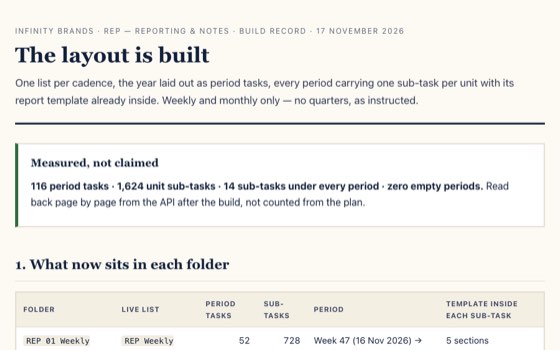 INFINITY BRANDS · REP — REPORTING & NOTES · BUILD RECORD · 17 NOVEMBER 2026
The layout is built
One list per cadence, the year laid out as period tasks, every period carrying one sub-task per unit with its
report template already inside. Weekly and monthly only — no quarters, as instructed.
Measured, not claimed
116 period tasks · 1,624 unit sub-tasks · 14 sub-tasks under every period · zero empty periods. Read
back page by page from the API after the build, not counted from the plan.
1. What now sits in each folder
FOLDER LIVE LIST PERIOD TASKS SUB-TASKS PERIOD TEMPLATE INSIDE EACH SUB-TASK
REP 01 Weekly REP Weekly 52 728 Week 47 (16 Nov 2026) → 5 sections